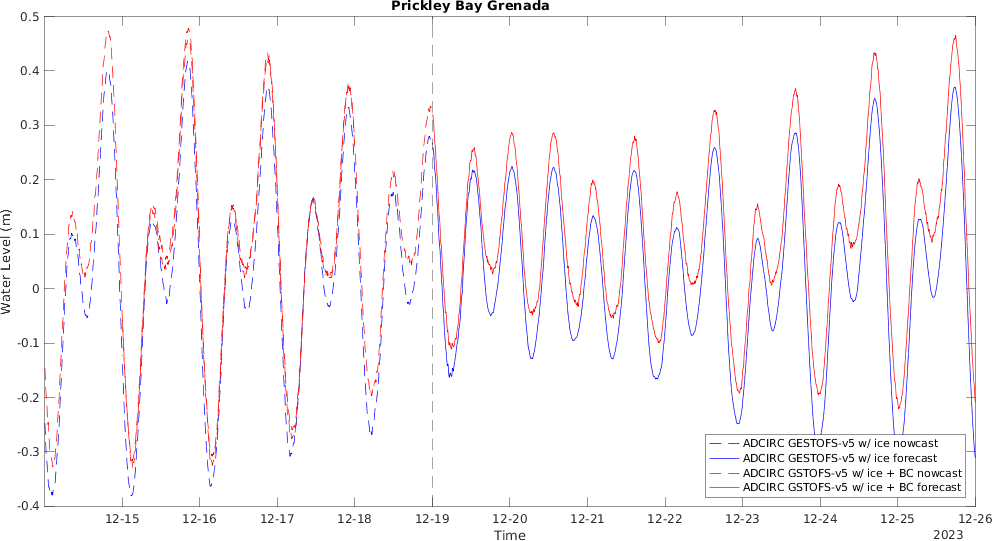 Prickley Bay Grenada
0.5
0.4
0.3
0.2
0.1
0
-0.1
-0.2
-0.3
-0.4
Water Level (m)
ADCIRC GESTOFS-v5 w/ ice nowcast
ADCIRC GESTOFS-v5 w/ ice forecast
ADCIRC GSTOFS-v5 w/ ice + BC nowcast
ADCIRC GSTOFS-v5 w/ ice + BC forecast
12-15 12-16 12-17 12-18 12-19 12-20 12-21 12-22 12-23 12-24 12-25 12-26
Time
2023